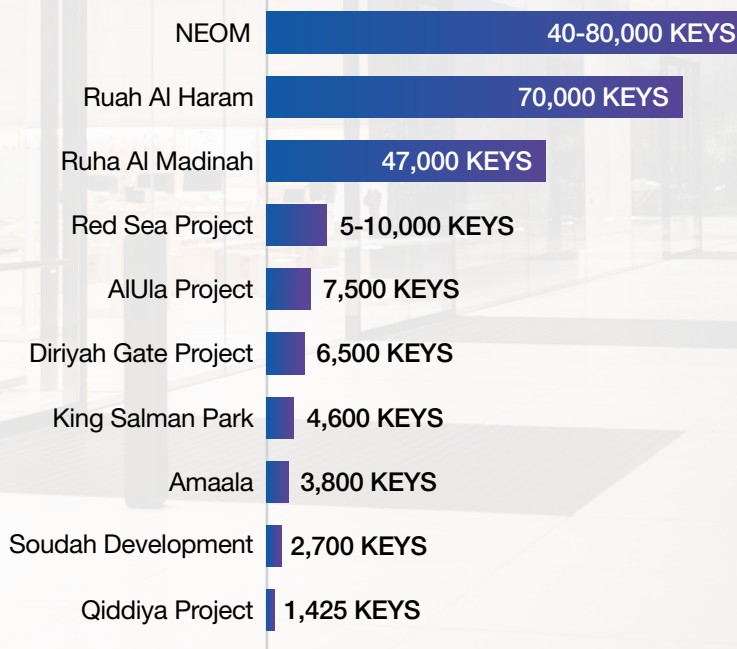 NEOM 40-80,000 KEYS
Ruah Al Haram 70,000 KEYS
Ruha Al Madinah 47,000 KEYS
Red Sea Project 5-10,000 KEYS
AlUla Project 7,500 KEYS
Diriyah Gate Project 6,500 KEYS
King Salman Park 4,600 KEYS
Amaala 3,800 KEYS
Soudah Development 2,700 KEYS
Qiddiya Project 1,425 KEYS